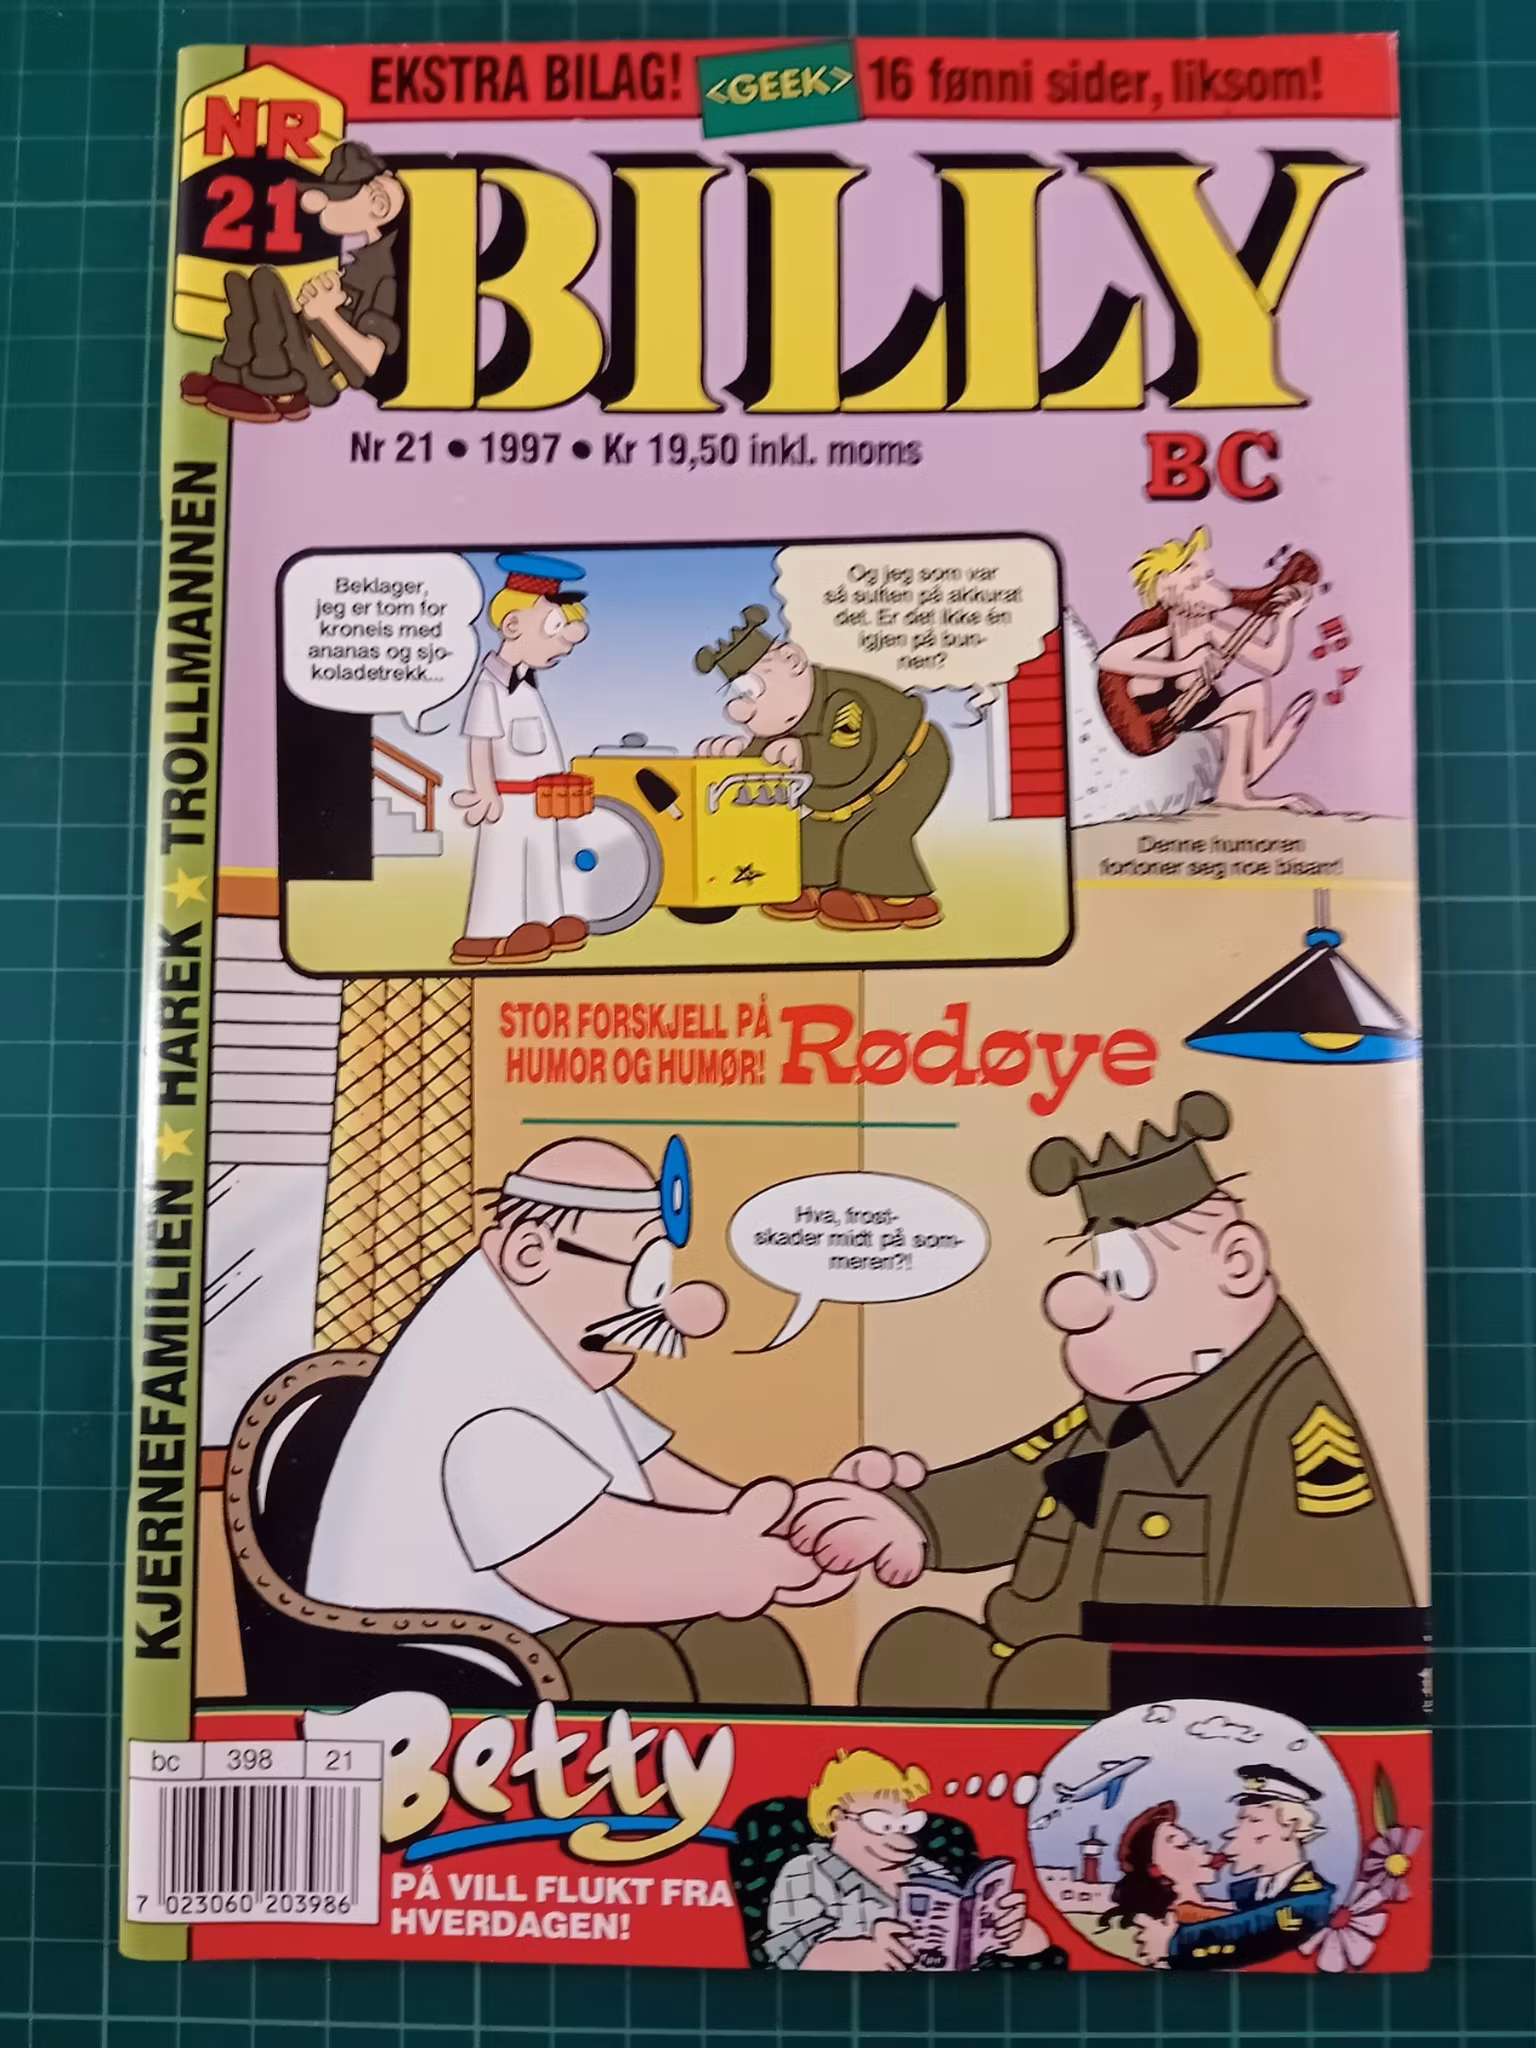 EKSTRA BILAG! <GEEK> 16 fønni sider, liksom!
NR
21
BILLY
Nr 21 • 1997 • Kr 19,50 inkl. moms
BC
Beklager,
jeg er tom for
kroneis med
ananas og sjo-
koladetrekk...
Og jeg som var
så sulten på akkurat
det. Er det ikke én
igjen på bun-
nen?
Denne humoren
fortoner seg noe bisarr!
STOR FORSKJELL PÅ
HUMOR OG HUMØR!
Rødøye
Hva, frost-
skader midt på som-
meren?!
KJERNEFAMILIEN ★ HÅREK ★ TROLLMANNEN
bc 398 21
7 023060 203986
Betty
PÅ VILL FLUKT FRA
HVERDAGEN!